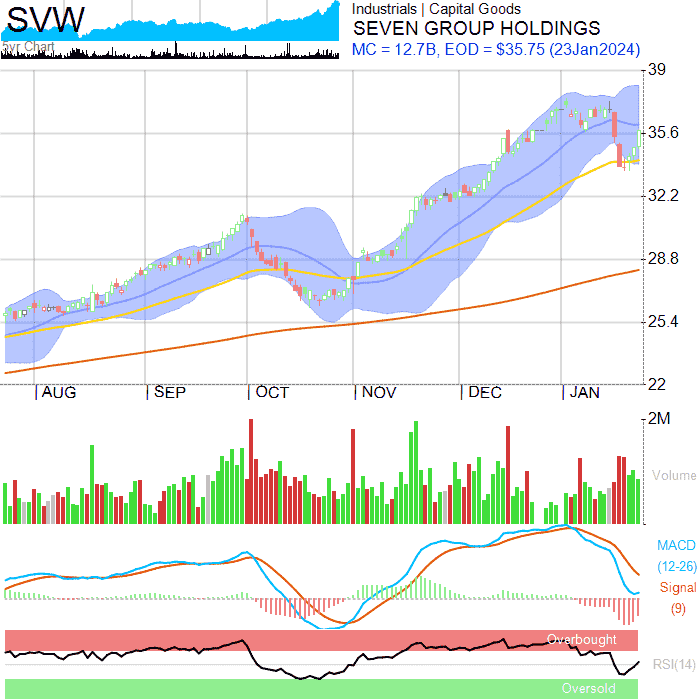 SVW
5yr Chart
Industrials | Capital Goods
SEVEN GROUP HOLDINGS
MC = 12.7B, EOD = $35.75 (23Jan2024)
39
35.6
32.2
28.8
25.4
22
|AUG |SEP |OCT |NOV |DEC |JAN
2M
Volume
MACD
(12-26)
Signal
(9)
Overbought
RSI(14)
Oversold